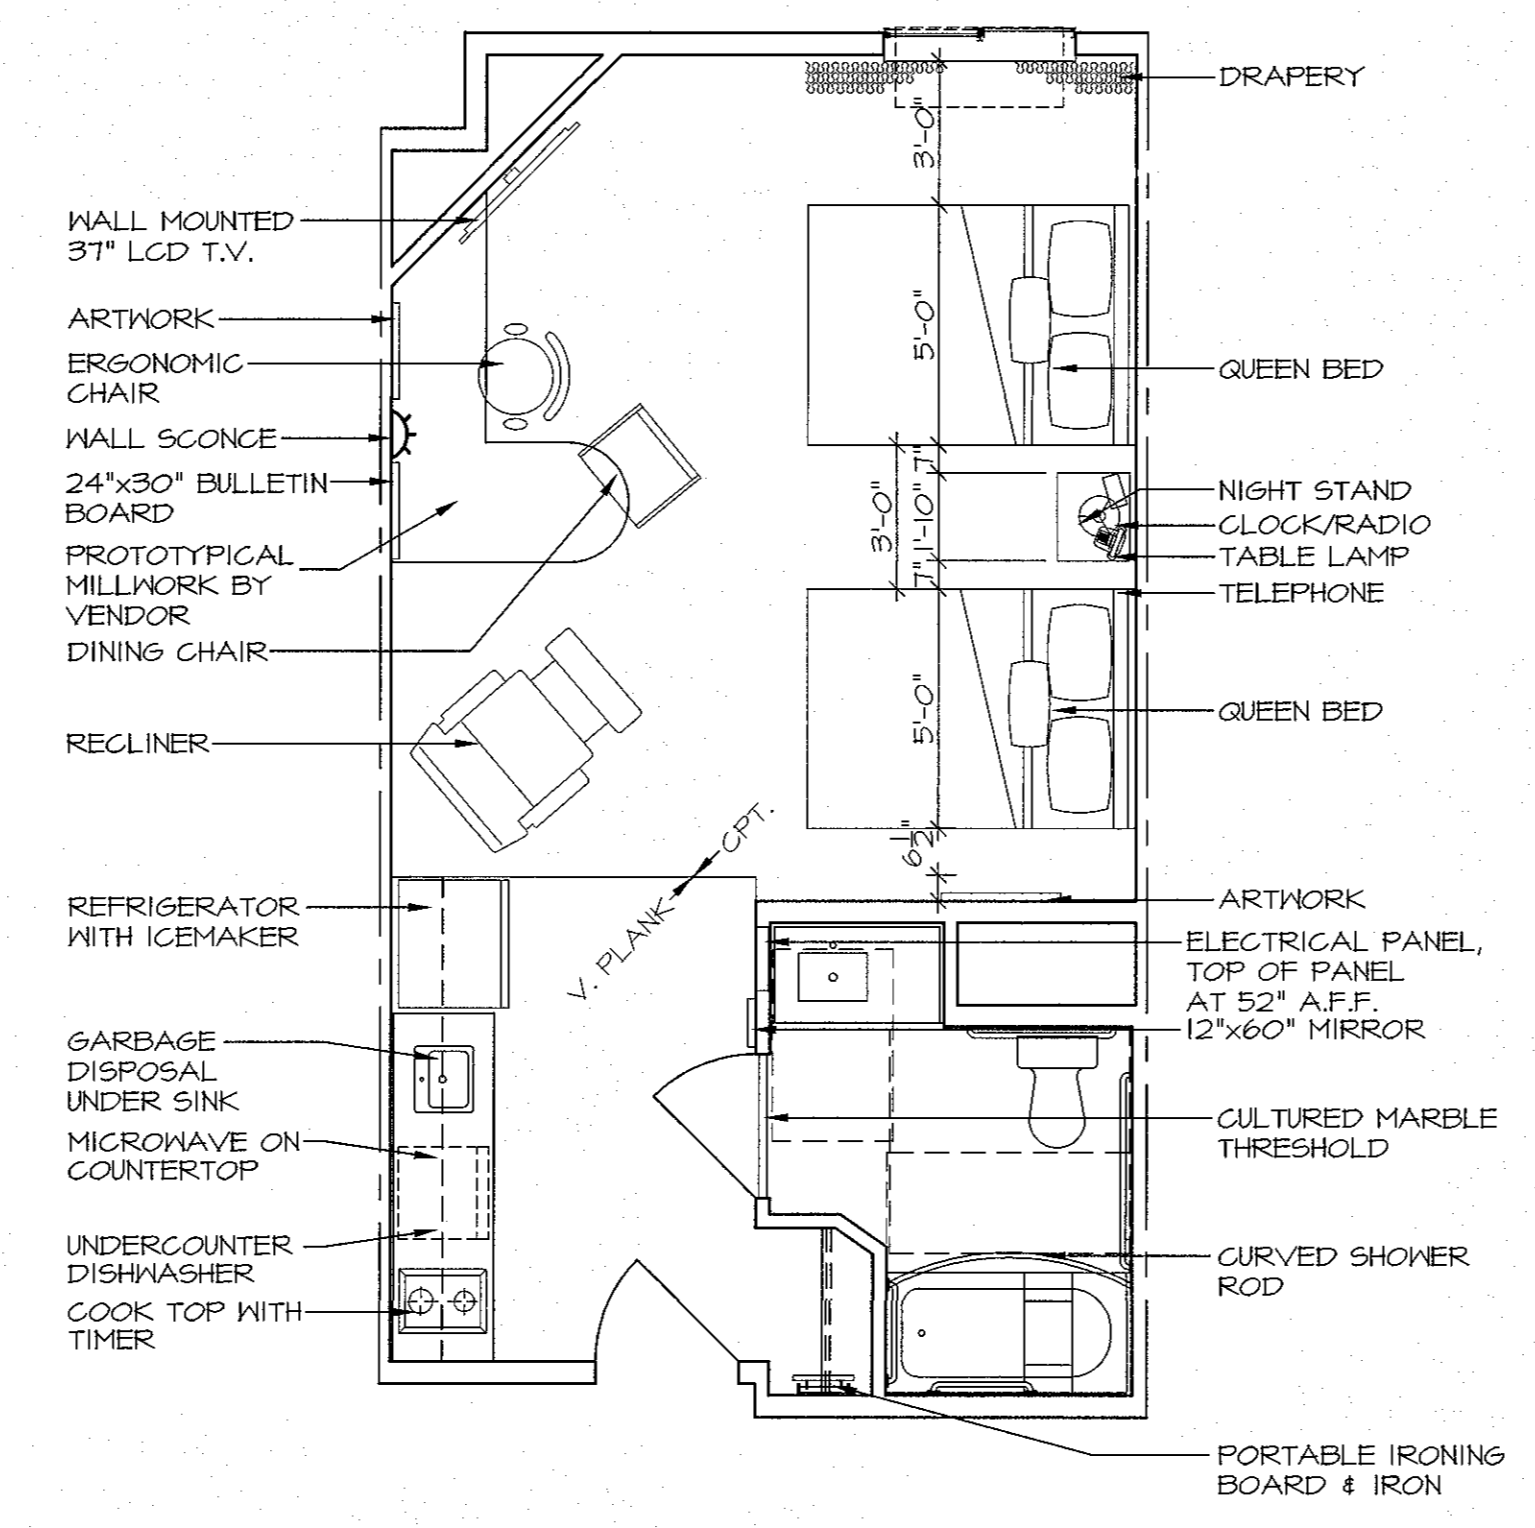 DRAPERY
3'-0"
WALL MOUNTED
37" LCD T.V.
ARTWORK
ERGONOMIC
CHAIR
5'-0"
QUEEN BED
WALL SCONCE
24"x30" BULLETIN
BOARD
7"
3'-0"
1'-10"
7"
NIGHT STAND
CLOCK/RADIO
TABLE LAMP
TELEPHONE
PROTOTYPICAL
MILLWORK BY
VENDOR
DINING CHAIR
5'-0"
QUEEN BED
RECLINER
CPT.
6 1/2"
V. PLANK
REFRIGERATOR
WITH ICEMAKER
ARTWORK
ELECTRICAL PANEL,
TOP OF PANEL
AT 52" A.F.F.
12"x60" MIRROR
GARBAGE
DISPOSAL
UNDER SINK
MICROWAVE ON
COUNTERTOP
CULTURED MARBLE
THRESHOLD
UNDERCOUNTER
DISHWASHER
CURVED SHOWER
ROD
COOK TOP WITH
TIMER
PORTABLE IRONING
BOARD & IRON